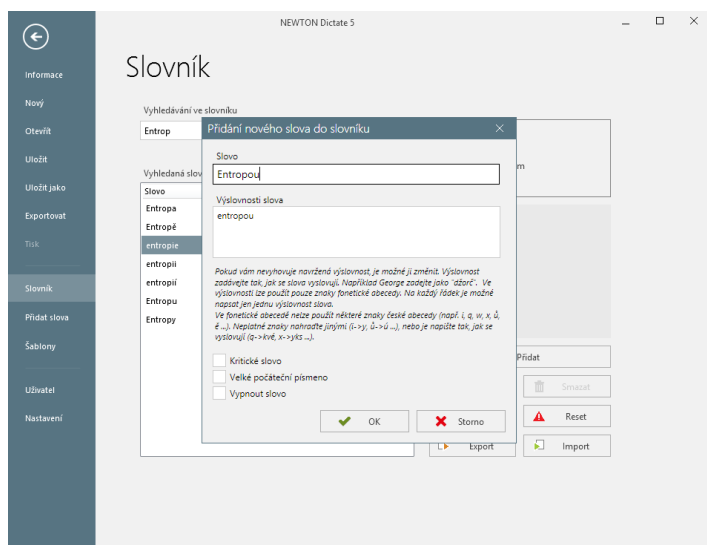 NEWTON Dictate 5
Informace
Nový
Otevřít
Uložit
Uložit jako
Exportovat
Tisk
Slovník
Přidat slova
Šablony
Uživatel
Nastavení
Slovník
Vyhledávání ve slovníku
Entrop
Vyhledaná slov
Slovo
Entropa
Entropě
entropie
entropii
entropií
Entropu
Entropy
m
Přidat
Smazat
Reset
Export
Import
Přidání nového slova do slovníku
Slovo
Entropou
Výslovnosti slova
entropou
Pokud vám nevyhovuje navržená výslovnost, je možné ji změnit. Výslovnost
zadávejte tak, jak se slova vyslovují. Například George zadejte jako 'džorč'. Ve
výslovnosti lze použít pouze znaky fonetické abecedy. Na každý řádek je možné
napsat jen jednu výslovnost slova.
Ve fonetické abecedě nelze použít některé znaky české abecedy (např. i, q, w, x, ů,
ě ...). Neplatné znaky nahraďte jinými (i->y, ů->ú ...), nebo je napište tak, jak se
vyslovují (q->kvé, x->yks ...).
Kritické slovo
Velké počáteční písmeno
Vypnout slovo
OK
Storno